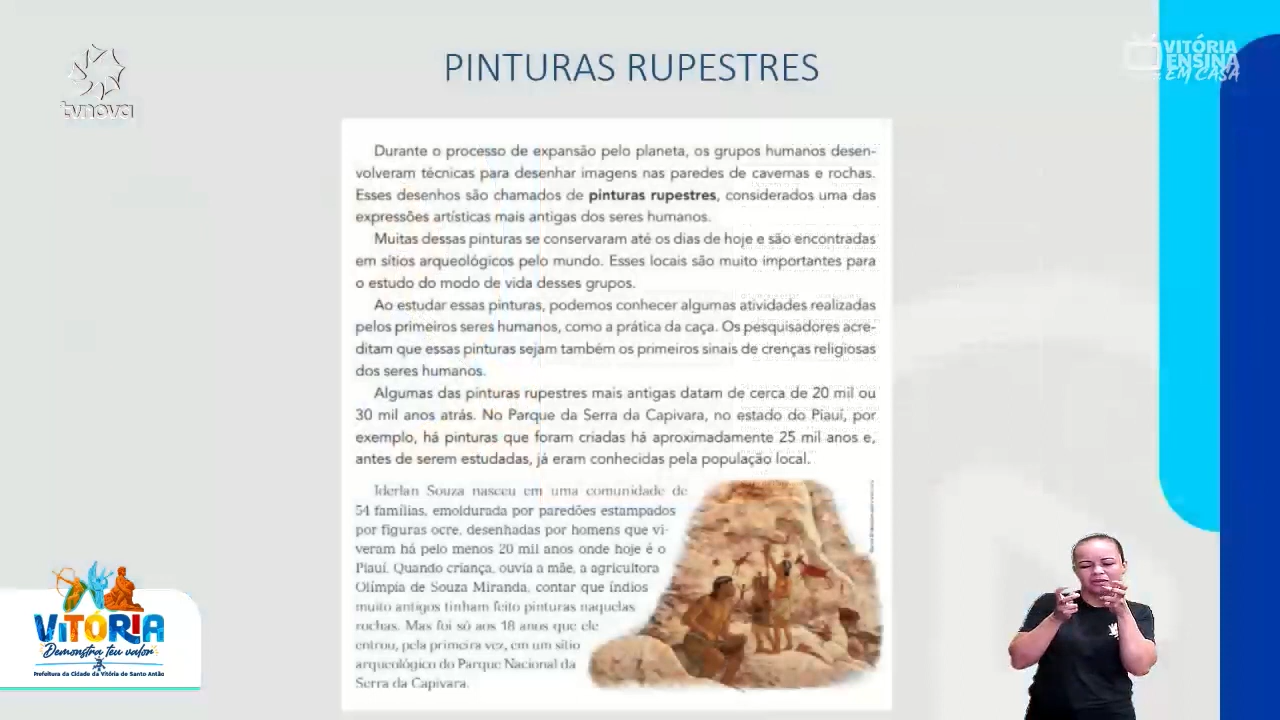 PINTURAS RUPESTRES
tvnova
VITÓRIA
ENSINA
EM CASA
Durante o processo de expansão pelo planeta, os grupos humanos desen-
volveram técnicas para desenhar imagens nas paredes de cavernas e rochas.
Esses desenhos são chamados de pinturas rupestres, considerados uma das
expressões artísticas mais antigas dos seres humanos.
Muitas dessas pinturas se conservaram até os dias de hoje e são encontradas
em sítios arqueológicos pelo mundo. Esses locais são muito importantes para
o estudo do modo de vida desses grupos.
Ao estudar essas pinturas, podemos conhecer algumas atividades realizadas
pelos primeiros seres humanos, como a prática da caça. Os pesquisadores acre-
ditam que essas pinturas sejam também os primeiros sinais de crenças religiosas
dos seres humanos.
Algumas das pinturas rupestres mais antigas datam de cerca de 20 mil ou
30 mil anos atrás. No Parque da Serra da Capivara, no estado do Piauí, por
exemplo, há pinturas que foram criadas há aproximadamente 25 mil anos e,
antes de serem estudadas, já eram conhecidas pela população local.
Iderlan Souza nasceu em uma comunidade de
54 famílias, emoldurada por paredões estampados
por figuras ocre, desenhadas por homens que vi-
veram há pelo menos 20 mil anos onde hoje é o
Piauí. Quando criança, ouvia a mãe, a agricultora
Olímpia de Souza Miranda, contar que índios
muito antigos tinham feito pinturas naquelas
rochas. Mas foi só aos 18 anos que ele
entrou, pela primeira vez, em um sítio
arqueológico do Parque Nacional da
Serra da Capivara.
VITÓRIA
Demonstra teu valor
Prefeitura da Cidade da Vitória de Santo Antão